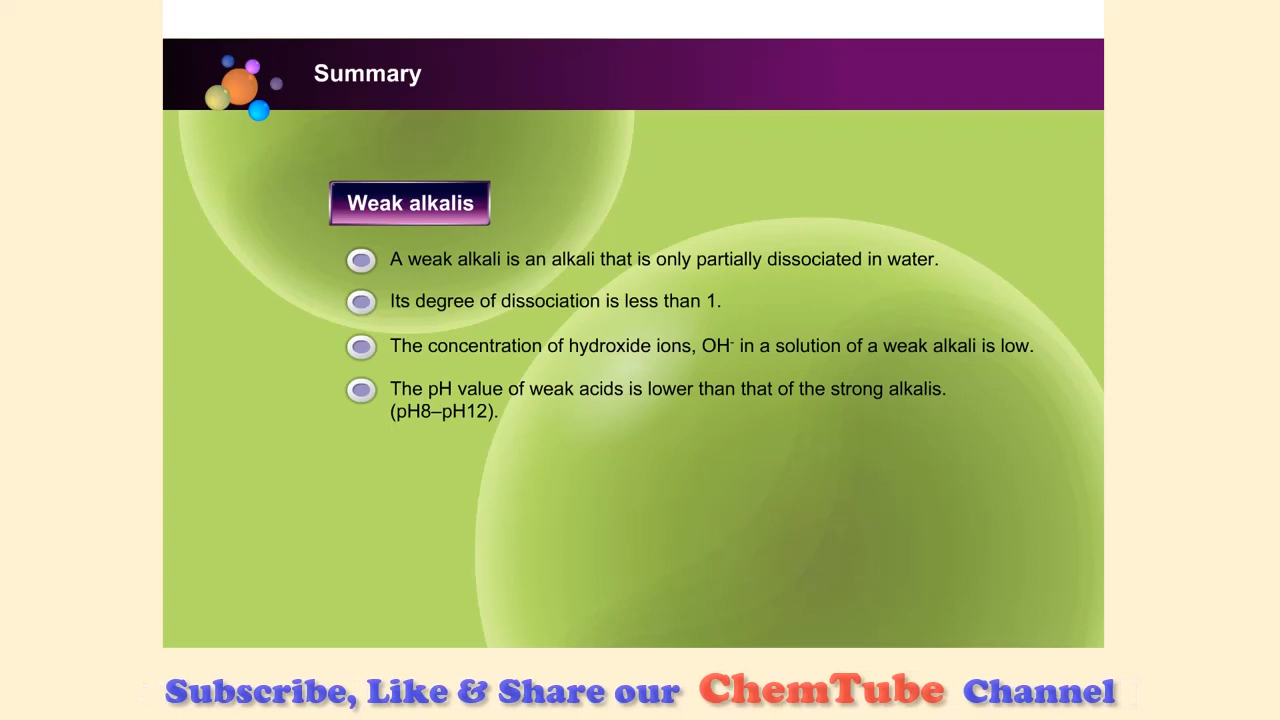 Summary
Weak alkalis
A weak alkali is an alkali that is only partially dissociated in water.
Its degree of dissociation is less than 1.
The concentration of hydroxide ions, OH⁻ in a solution of a weak alkali is low.
The pH value of weak acids is lower than that of the strong alkalis.
(pH8–pH12).
Subscribe, Like & Share our ChemTube Channel